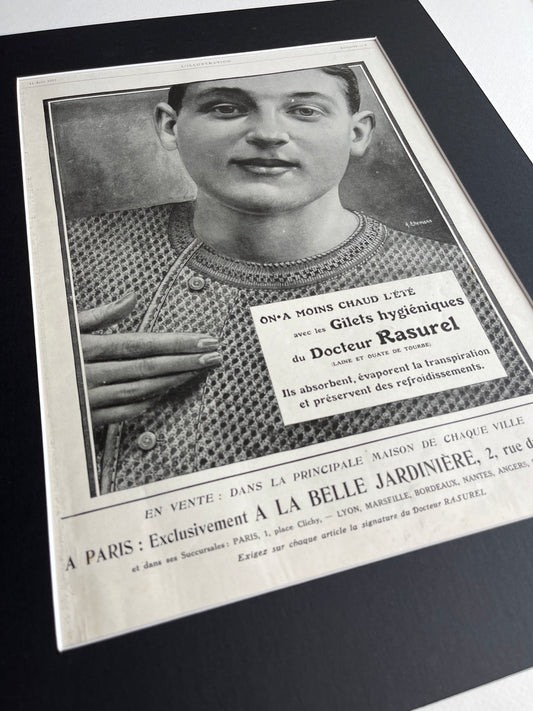 L'ILLUSTRATION
ON A MOINS CHAUD L'ÉTÉ
avec les Gilets hygiéniques
du Docteur Rasurel
(LAINE ET OUATE DE TOURBE)
Ils absorbent, évaporent la transpiration
et préservent des refroidissements.
EN VENTE : DANS LA PRINCIPALE MAISON DE CHAQUE VILLE
A PARIS : Exclusivement A LA BELLE JARDINIÈRE, 2, rue
et dans ses Succursales : PARIS, 1, place Clichy, — LYON, MARSEILLE, BORDEAUX, NANTES, ANGERS,
Exigez sur chaque article la signature du Docteur RASUREL